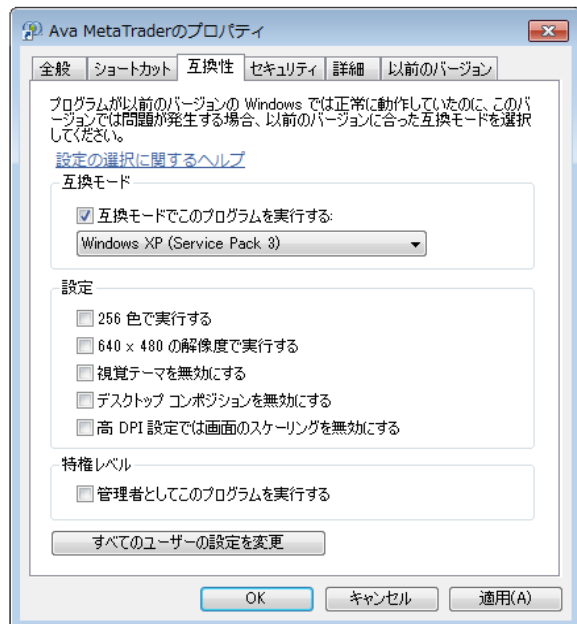 Ava MetaTraderのプロパティ
全般 ショートカット 互換性 セキュリティ 詳細 以前のバージョン
プログラムが以前のバージョンの Windows では正常に動作していたのに、このバ
ージョンでは問題が発生する場合、以前のバージョンに合った互換モードを選択
してください。
設定の選択に関するヘルプ
互換モード
互換モードでこのプログラムを実行する:
Windows XP (Service Pack 3)
設定
256 色で実行する
640 x 480 の解像度で実行する
視覚テーマを無効にする
デスクトップ コンポジションを無効にする
高 DPI 設定では画面のスケーリングを無効にする
特権レベル
管理者としてこのプログラムを実行する
すべてのユーザーの設定を変更
OK キャンセル 適用(A)